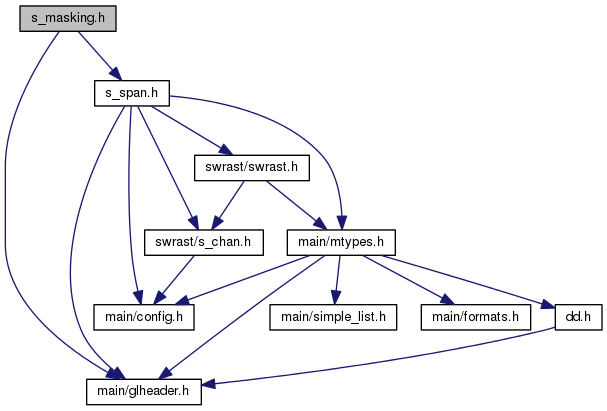 s_masking.h
s_span.h
swrast/swrast.h
swrast/s_chan.h
main/mtypes.h
main/config.h
main/simple_list.h
main/formats.h
dd.h
main/glheader.h